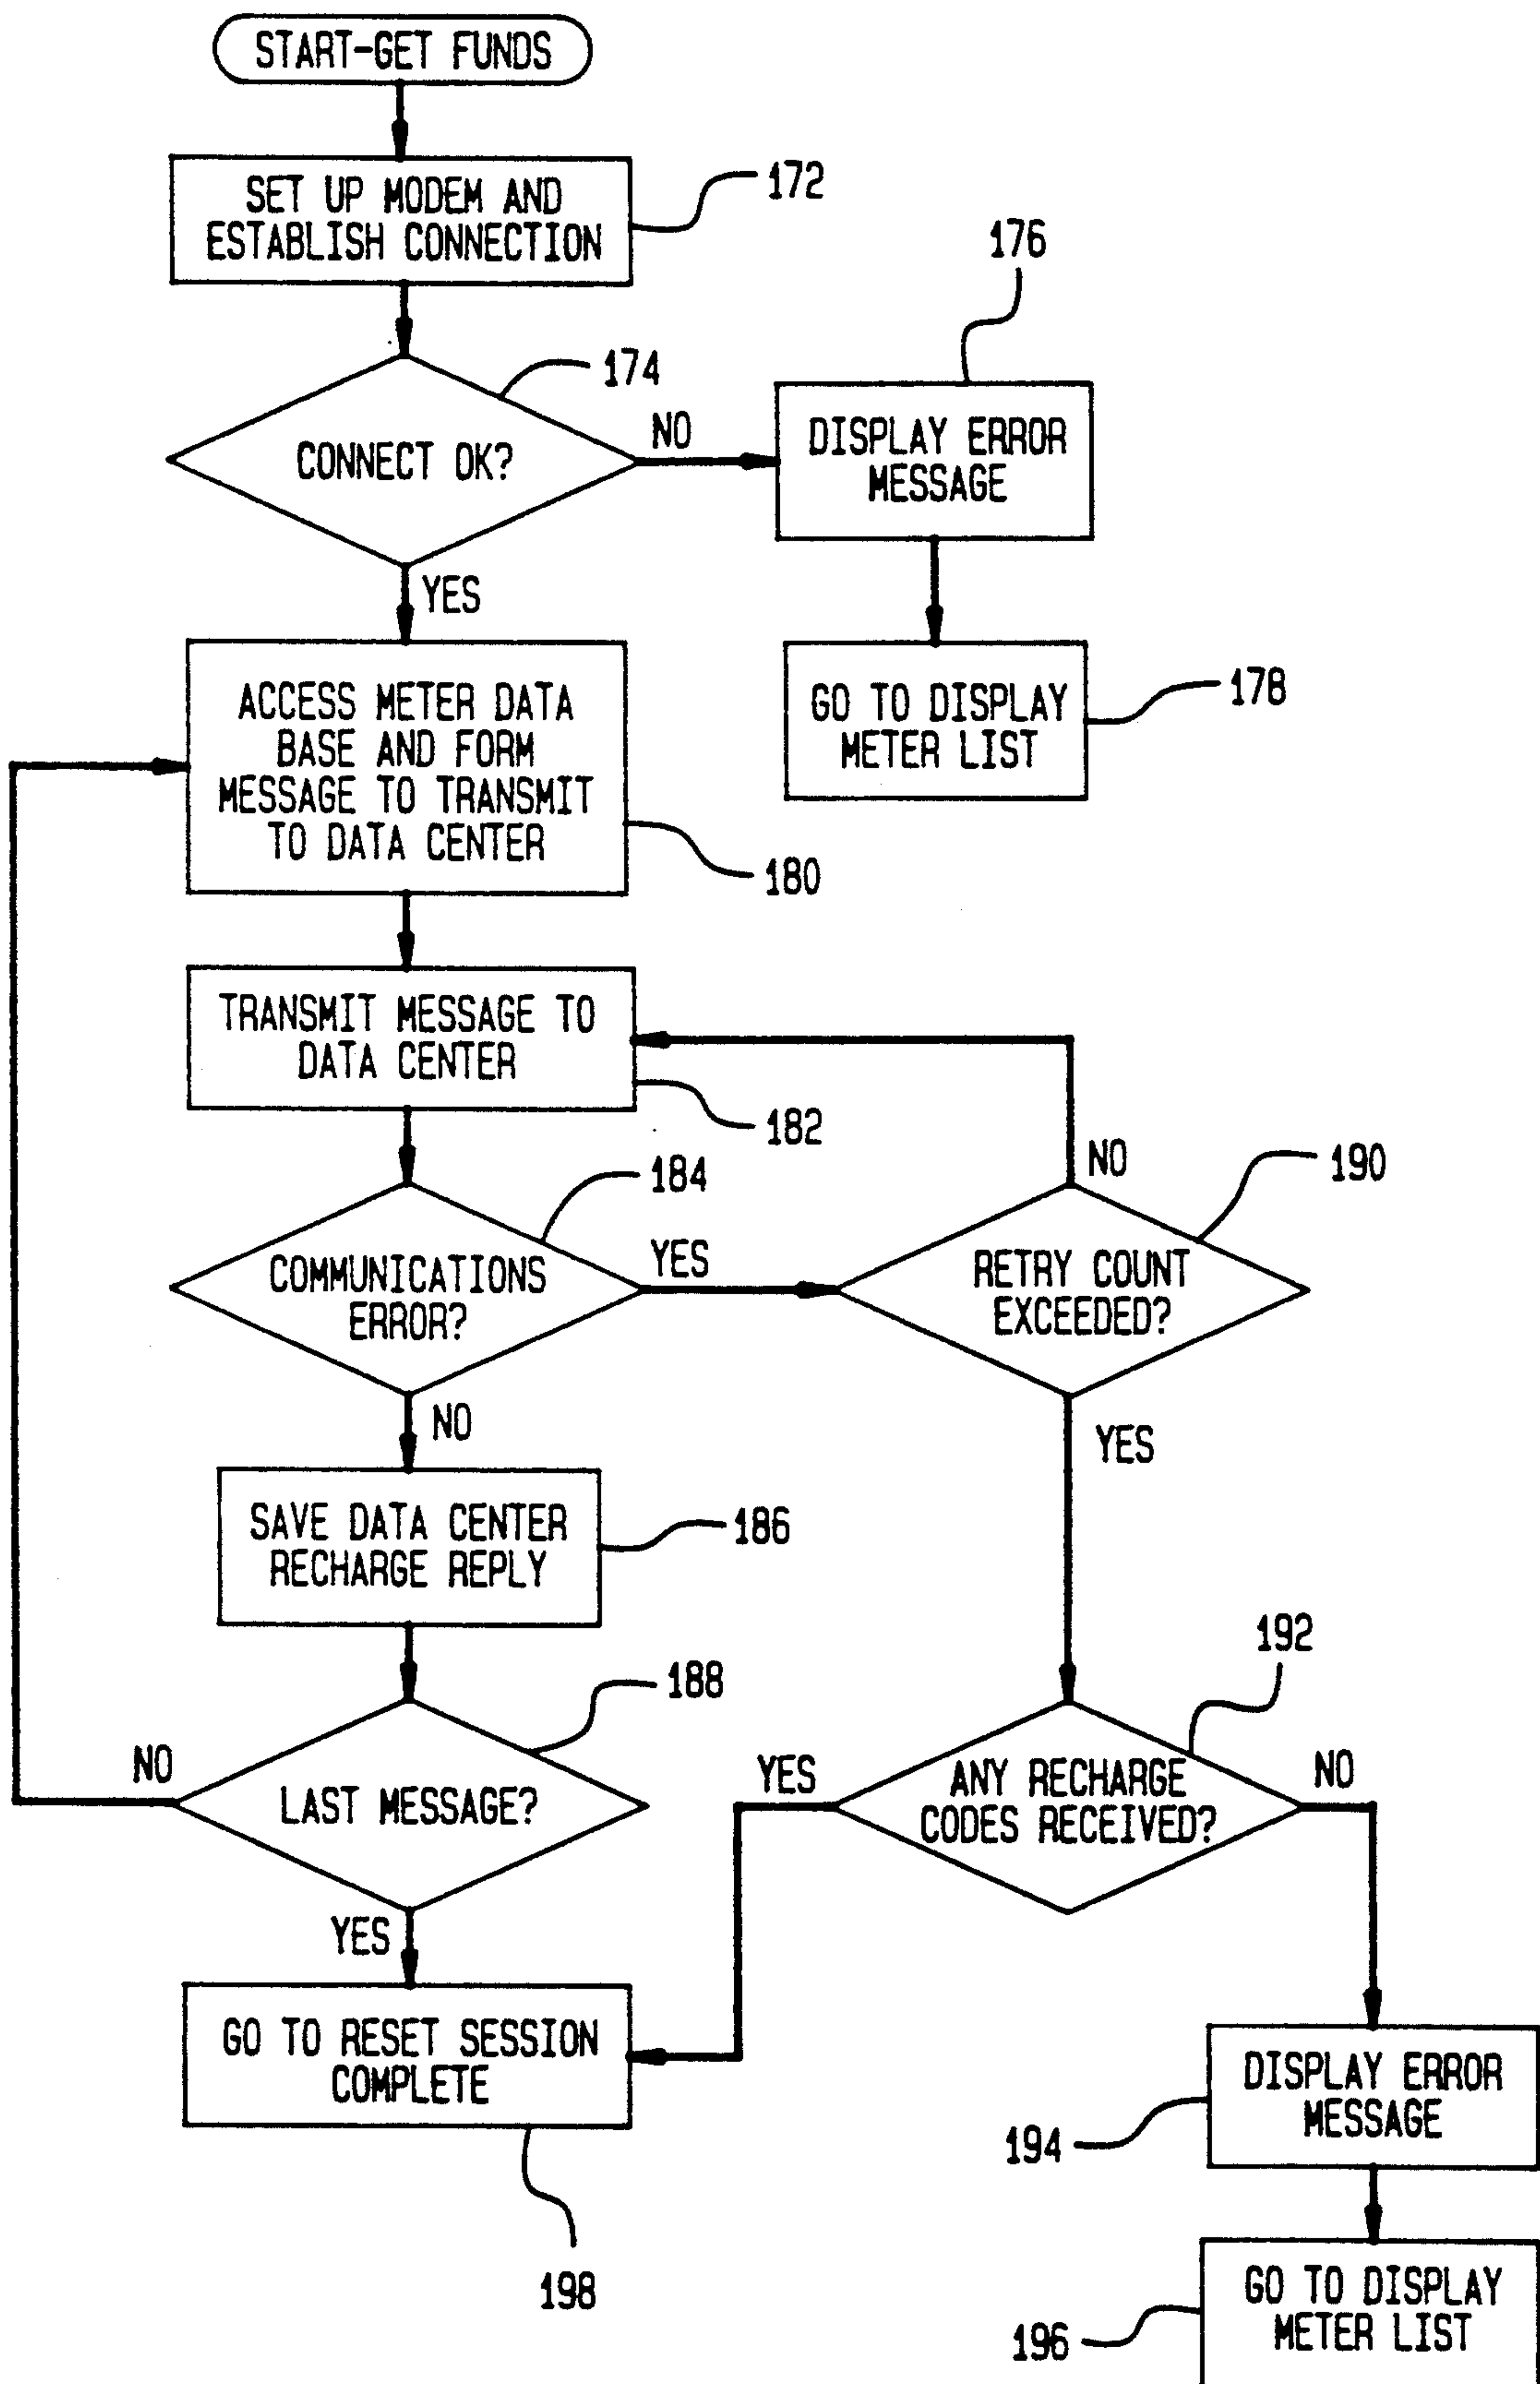 START-GET FUNDS
SET UP MODEM AND
ESTABLISH CONNECTION
172
176
174
CONNECT OK?
NO
DISPLAY ERROR
MESSAGE
YES
ACCESS METER DATA
BASE AND FORM
MESSAGE TO TRANSMIT
TO DATA CENTER
180
GO TO DISPLAY
METER LIST
178
TRANSMIT MESSAGE TO
DATA CENTER
182
184
COMMUNICATIONS
ERROR?
YES
NO
190
RETRY COUNT
EXCEEDED?
NO
YES
SAVE DATA CENTER
RECHARGE REPLY
186
188
LAST MESSAGE?
NO
YES
192
ANY RECHARGE
CODES RECEIVED?
YES
NO
GO TO RESET SESSION
COMPLETE
198
DISPLAY ERROR
MESSAGE
194
GO TO DISPLAY
METER LIST
196